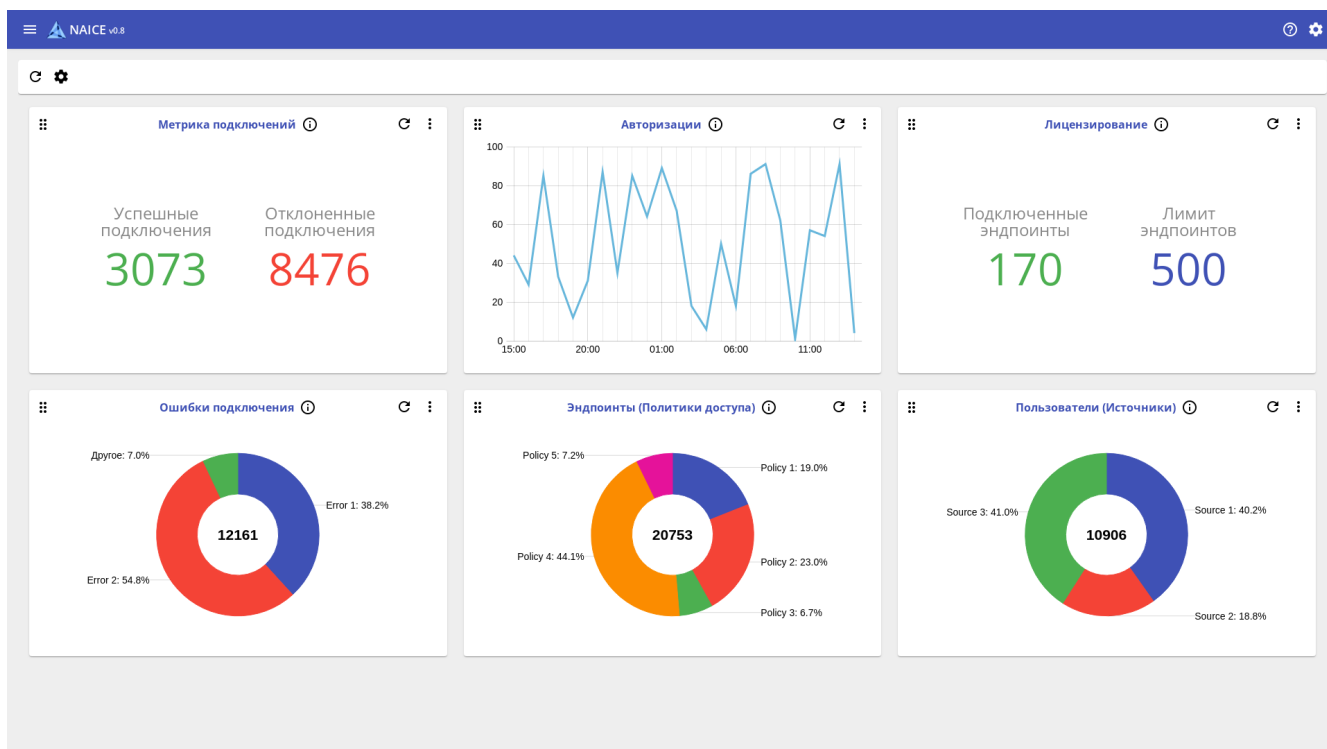 NAICE v0.8
Метрика подключений
Успешные
подключения
3073
Отклоненные
подключения
8476
Авторизации
100
80
60
40
20
0
15:00 20:00 01:00 06:00 11:00
Лицензирование
Подключенные
эндпоинты
170
Лимит
эндпоинтов
500
Ошибки подключения
Другое: 7.0%
Error 1: 38.2%
12161
Error 2: 54.8%
Эндпоинты (Политики доступа)
Policy 5: 7.2%
Policy 1: 19.0%
20753
Policy 4: 44.1%
Policy 2: 23.0%
Policy 3: 6.7%
Пользователи (Источники)
Source 3: 41.0%
Source 1: 40.2%
10906
Source 2: 18.8%